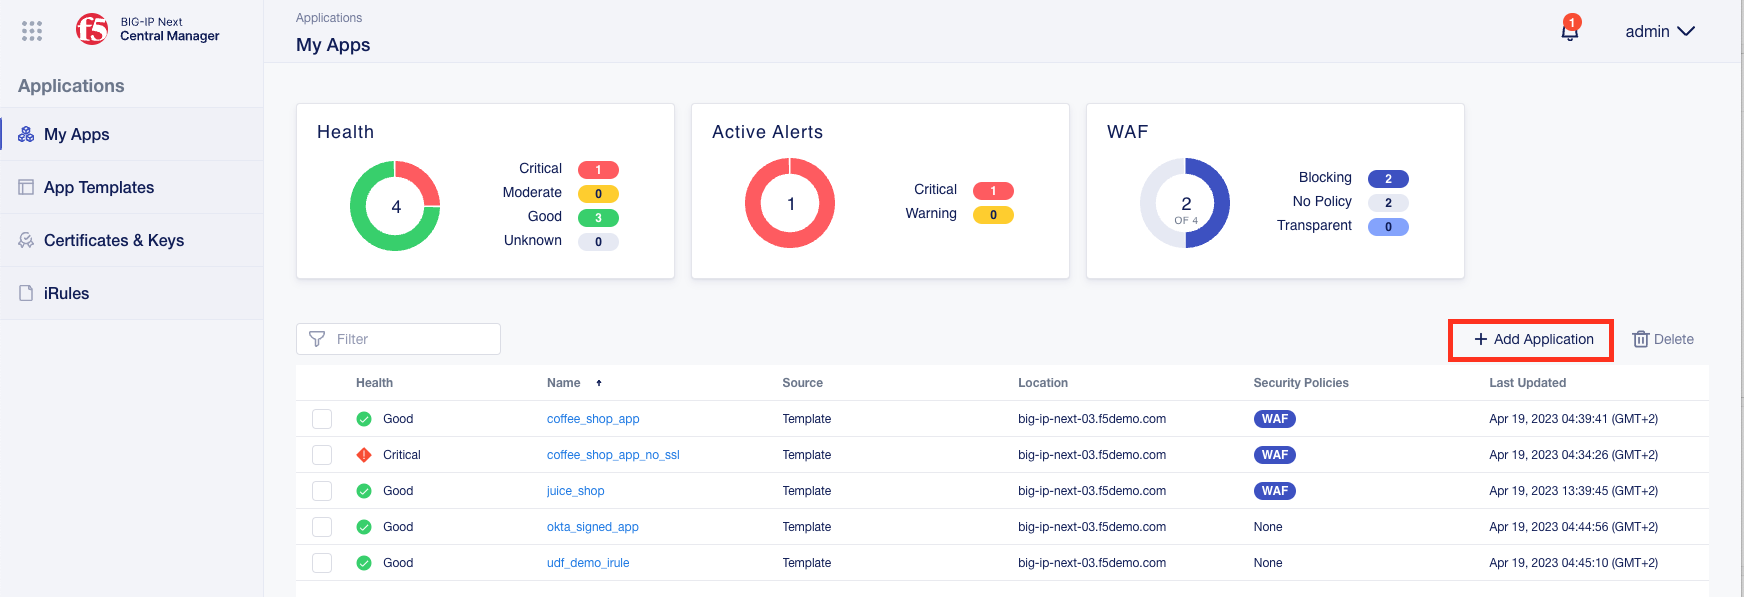 f5
BIG-IP Next
Central Manager
Applications
My Apps
App Templates
Certificates & Keys
iRules
Applications
My Apps
1
admin
Health
4
Critical 1
Moderate 0
Good 3
Unknown 0
Active Alerts
1
Critical 1
Warning 0
WAF
2
OF 4
Blocking 2
No Policy 2
Transparent 0
Filter
+ Add Application
Delete
Health Name Source Location Security Policies Last Updated
Good coffee_shop_app Template big-ip-next-03.f5demo.com WAF Apr 19, 2023 04:39:41 (GMT+2)
Critical coffee_shop_app_no_ssl Template big-ip-next-03.f5demo.com WAF Apr 19, 2023 04:34:26 (GMT+2)
Good juice_shop Template big-ip-next-03.f5demo.com WAF Apr 19, 2023 13:39:45 (GMT+2)
Good okta_signed_app Template big-ip-next-03.f5demo.com None Apr 19, 2023 04:44:56 (GMT+2)
Good udf_demo_irule Template big-ip-next-03.f5demo.com None Apr 19, 2023 04:45:10 (GMT+2)